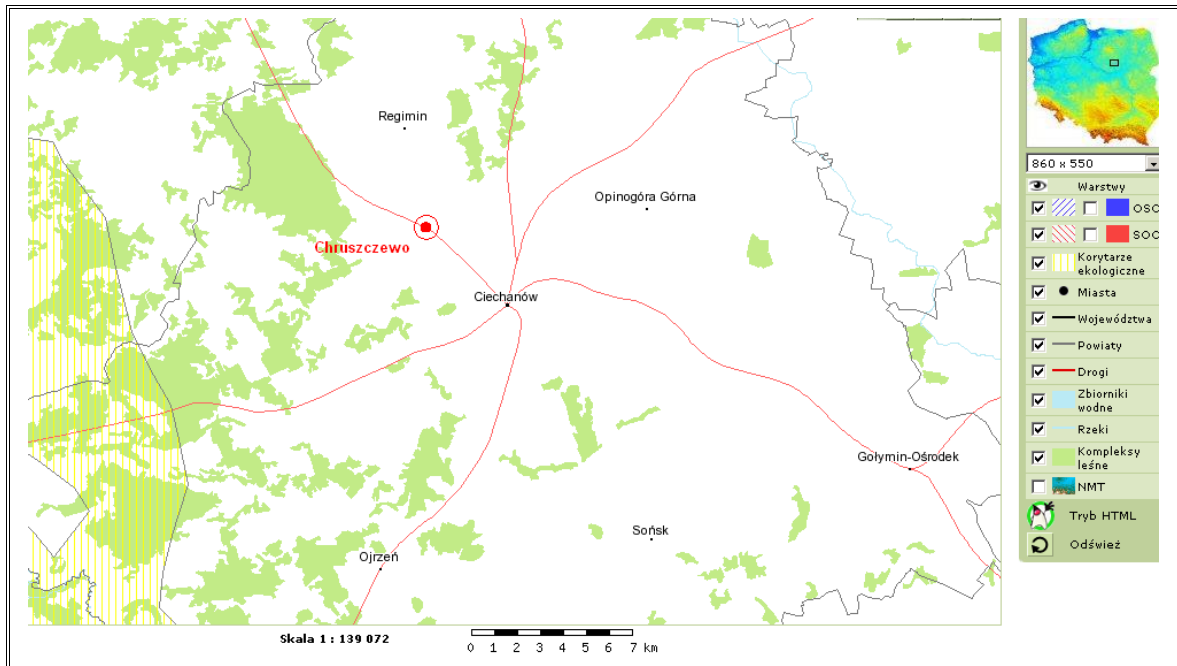 Regimin
Opinogóra Górna
Chruszczewo
Ciechanów
Gołymin-Ośrodek
Sońsk
Ojrzeń
Skala 1 : 139 072
0 1 2 3 4 5 6 7 km
860 x 550
Warstwy
OSO
SOO
Korytarze
ekologiczne
Miasta
Województwa
Powiaty
Drogi
Zbiorniki
wodne
Rzeki
Kompleksy
leśne
NMT
Tryb HTML
Odśwież